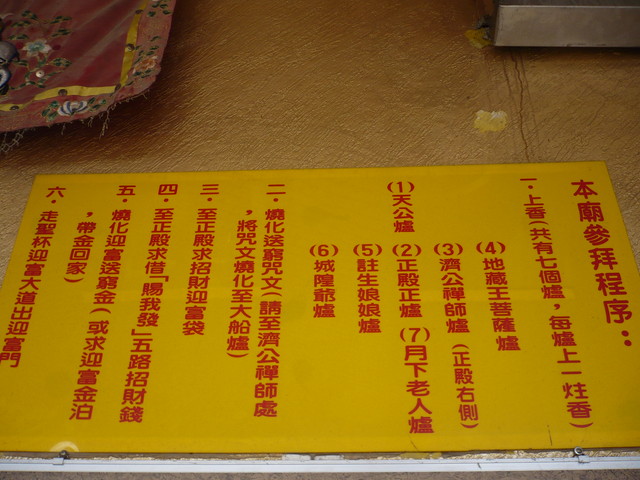 本廟參拜程序：
一．上香（共有七個爐，每爐上一炷香）
(1)天公爐
(2)正殿正爐
(3)濟公禪師爐（正殿右側）
(4)地藏王菩薩爐
(5)註生娘娘爐
(6)城隍爺爐
(7)月下老人爐
二．燒化送窮咒文（請至濟公禪師處
，將咒文燒化至大船爐）
三．至正殿求招財迎富袋
四．至正殿求借「賜我發」五路招財錢
五．燒化迎富送窮金（或求迎富金泊
，帶金回家）
六．走聖杯迎富大道出迎富門